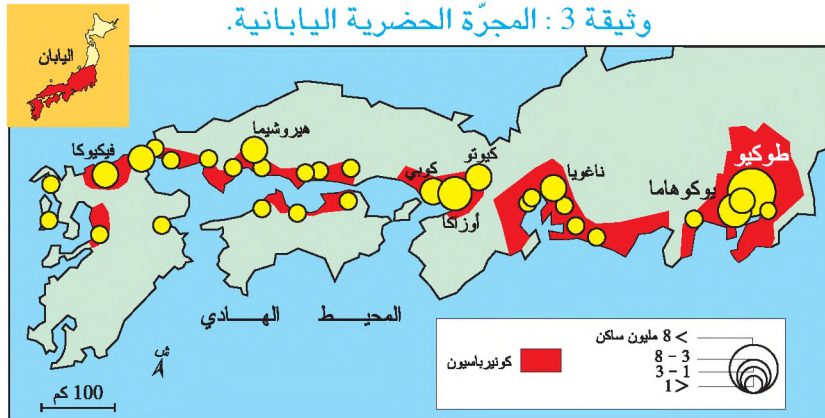 وثيقة 3 : المجرّة الحضرية اليابانية.
اليابان
هيروشيما
فيكيوكا
كيوتو
كوبي
أوزاكا
ناغويا
طوكيو
يوكوهاما
المحيط الهادي
ش
100 كم
كونيرباسيون
< 8 مليون ساكن
3 - 8
1 - 3
1>